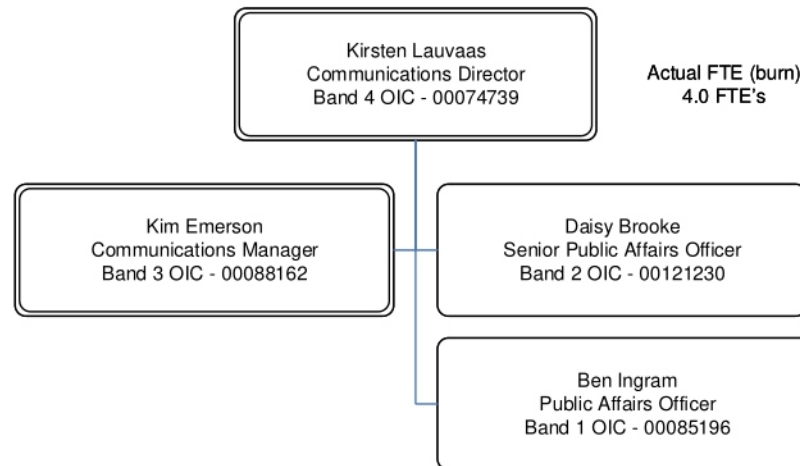 Kirsten Lauvaas
Communications Director
Band 4 OIC - 00074739
Actual FTE (burn)
4.0 FTE's
Kim Emerson
Communications Manager
Band 3 OIC - 00088162
Daisy Brooke
Senior Public Affairs Officer
Band 2 OIC - 00121230
Ben Ingram
Public Affairs Officer
Band 1 OIC - 00085196